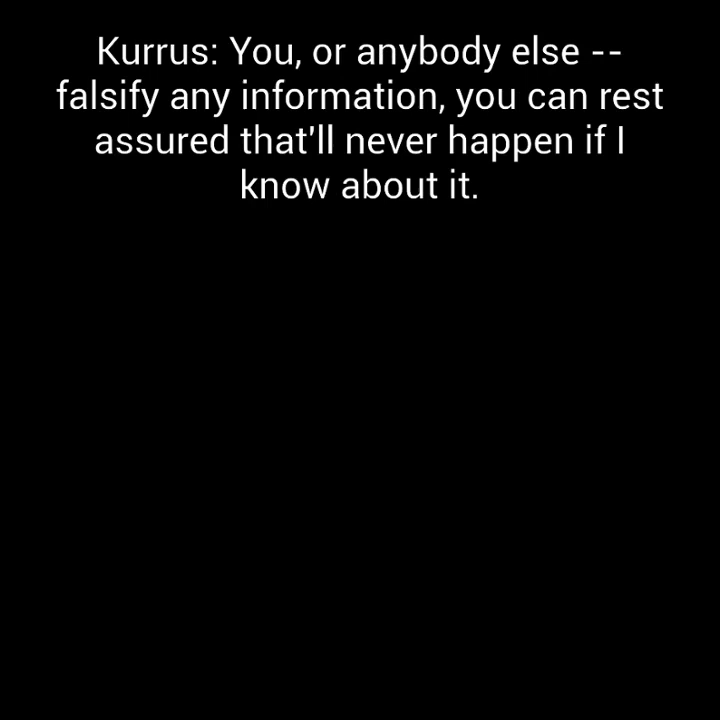 Kurrus: You, or anybody else --
falsify any information, you can rest
assured that'll never happen if I
know about it.